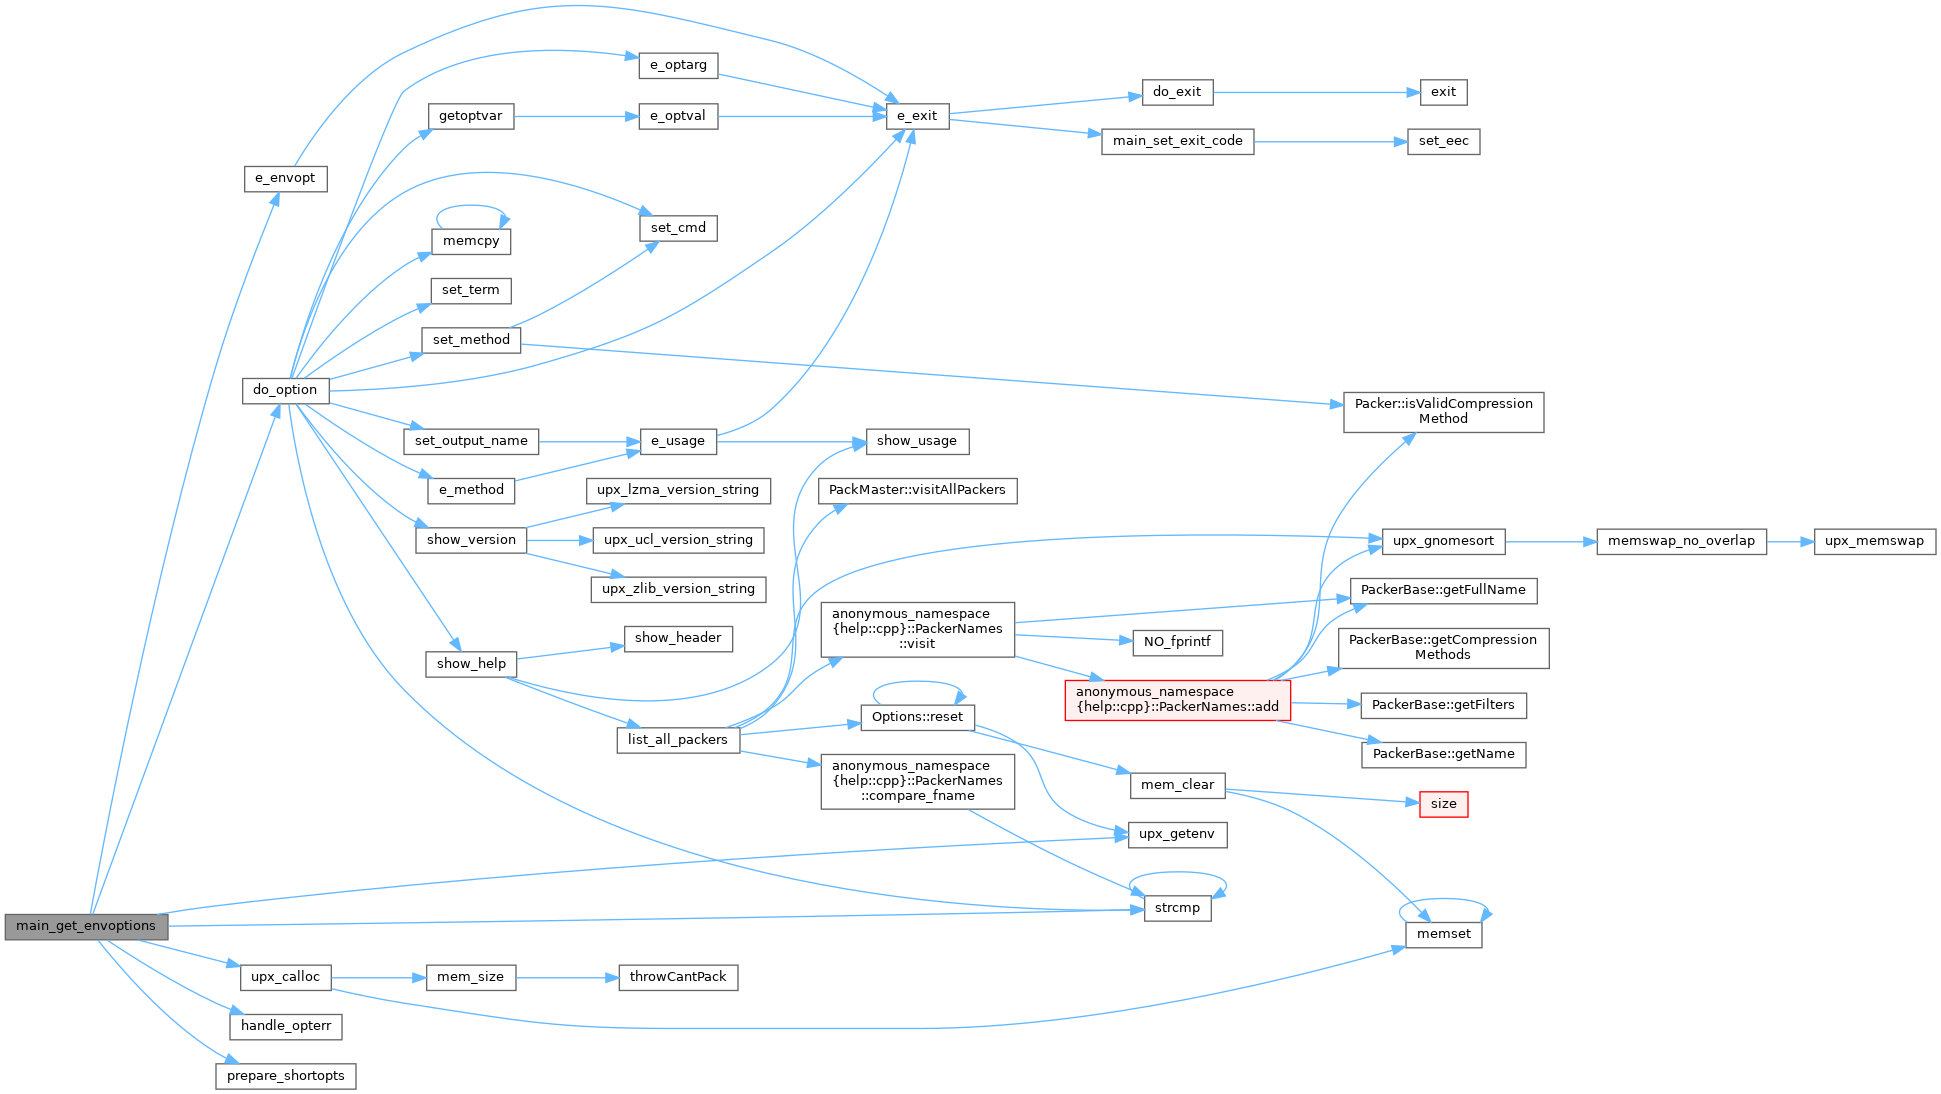 e_optarg
do_exit
exit
getoptvar
e_optval
e_exit
main_set_exit_code
set_eec
e_envopt
memcpy
set_cmd
set_term
set_method
do_option
Packer::isValidCompression
Method
set_output_name
e_usage
show_usage
e_method
upx_lzma_version_string
PackMaster::visitAllPackers
show_version
upx_ucl_version_string
upx_gnomesort
memswap_no_overlap
upx_memswap
upx_zlib_version_string
PackerBase::getFullName
anonymous_namespace
{help::cpp}::PackerNames
::visit
show_header
NO_fprintf
PackerBase::getCompression
Methods
show_help
anonymous_namespace
{help::cpp}::PackerNames::add
PackerBase::getFilters
Options::reset
list_all_packers
PackerBase::getName
anonymous_namespace
{help::cpp}::PackerNames
::compare_fname
mem_clear
size
upx_getenv
strcmp
main_get_envoptions
memset
upx_calloc
mem_size
throwCantPack
handle_opterr
prepare_shortopts